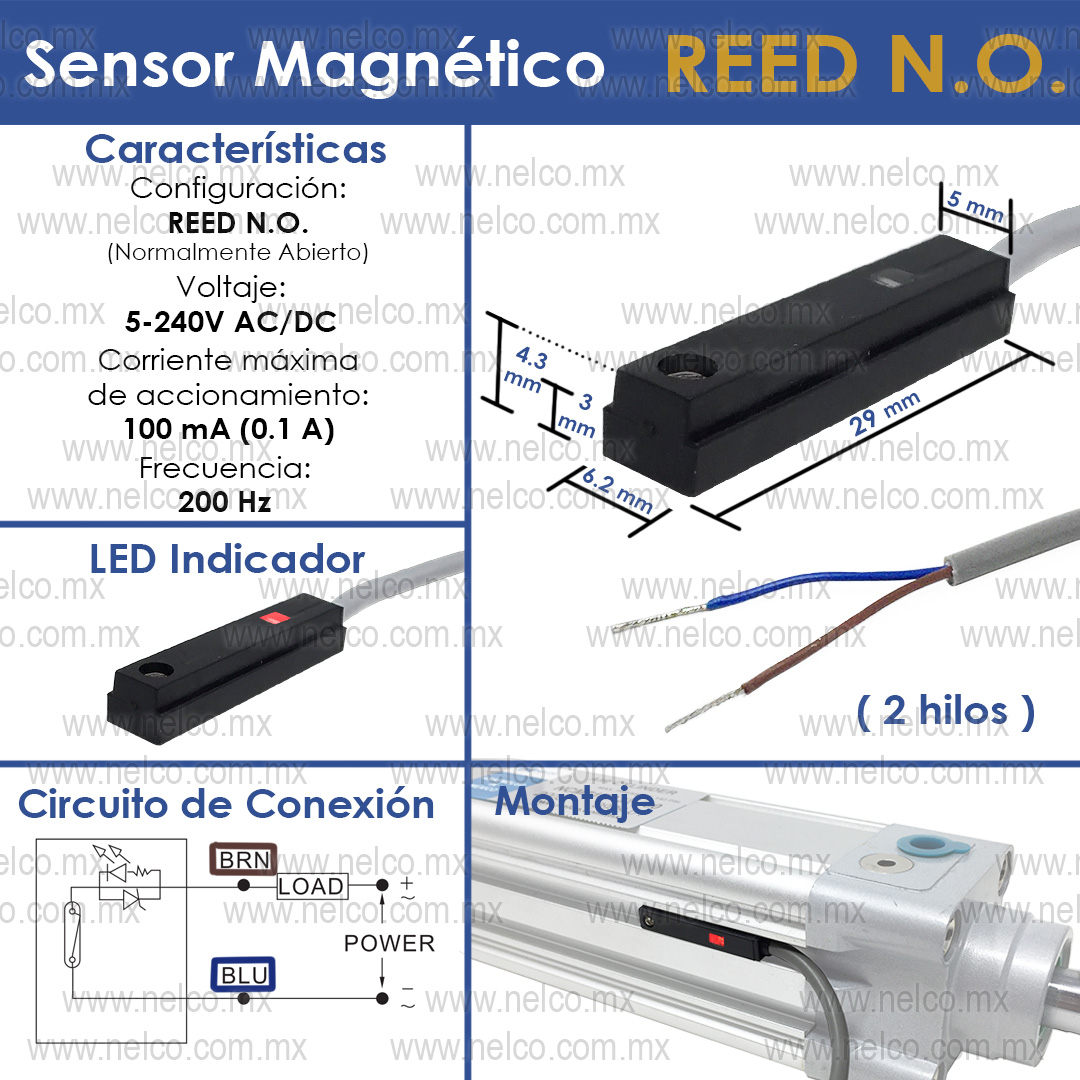 Sensor Magnético REED N.O.
Características
Configuración:
REED N.O.
(Normalmente Abierto)
Voltaje:
5-240V AC/DC
Corriente máxima
de accionamiento:
100 mA (0.1 A)
Frecuencia:
200 Hz
5 mm
4.3
mm
3
mm
6.2 mm
29 mm
LED Indicador
( 2 hilos )
Circuito de Conexión
BRN
LOAD
+
~
POWER
BLU
−
~
Montaje
www.nelco.mx
www.nelco.com.mx